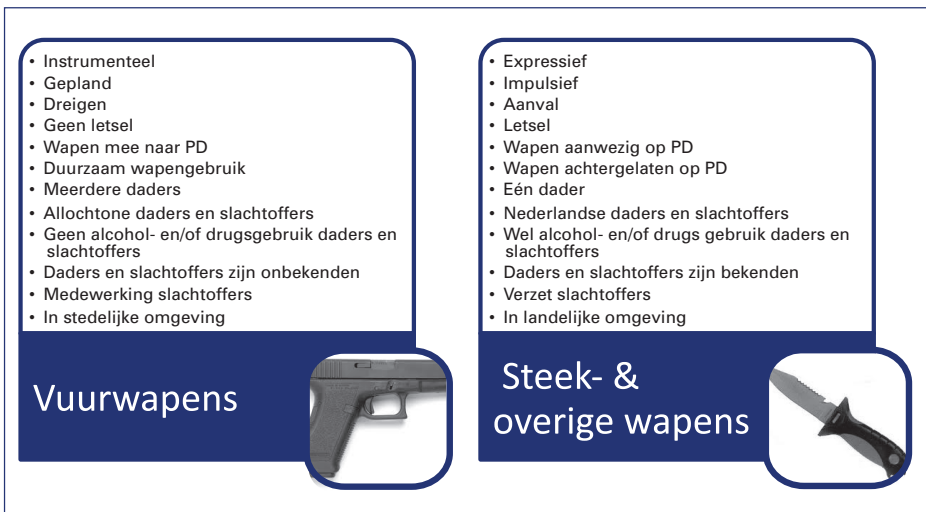 • Instrumenteel
• Gepland
• Dreigen
• Geen letsel
• Wapen mee naar PD
• Duurzaam wapengebruik
• Meerdere daders
• Allochtone daders en slachtoffers
• Geen alcohol- en/of drugsgebruik daders en
slachtoffers
• Daders en slachtoffers zijn onbekenden
• Medewerking slachtoffers
• In stedelijke omgeving
Vuurwapens
• Expressief
• Impulsief
• Aanval
• Letsel
• Wapen aanwezig op PD
• Wapen achtergelaten op PD
• Eén dader
• Nederlandse daders en slachtoffers
• Wel alcohol- en/of drugs gebruik daders en
slachtoffers
• Daders en slachtoffers zijn bekenden
• Verzet slachtoffers
• In landelijke omgeving
Steek- &
overige wapens